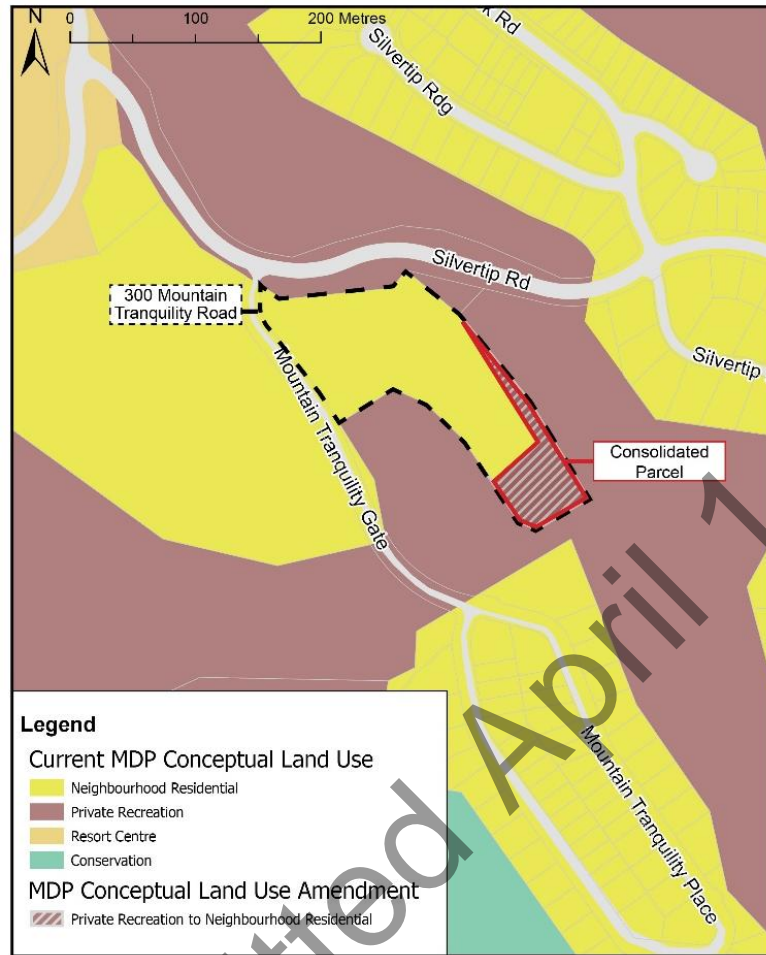 N
0 100 200 Metres
k Rd
Silvertip Rdg
Silvertip Rd
300 Mountain
Tranquility Road
Silvertip
Mountain Tranquility Gate
Consolidated
Parcel
Mountain Tranquility Place
Legend
Current MDP Conceptual Land Use
Neighbourhood Residential
Private Recreation
Resort Centre
Conservation
MDP Conceptual Land Use Amendment
Private Recreation to Neighbourhood Residential
tted April 1